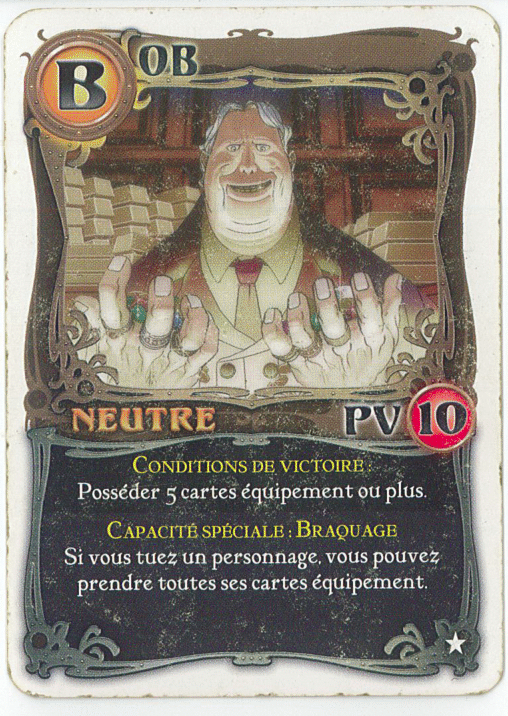 BOB
NEUTRE PV 10
CONDITIONS DE VICTOIRE :
Posséder 5 cartes équipement ou plus.
CAPACITÉ SPÉCIALE : BRAQUAGE
Si vous tuez un personnage, vous pouvez
prendre toutes ses cartes équipement.